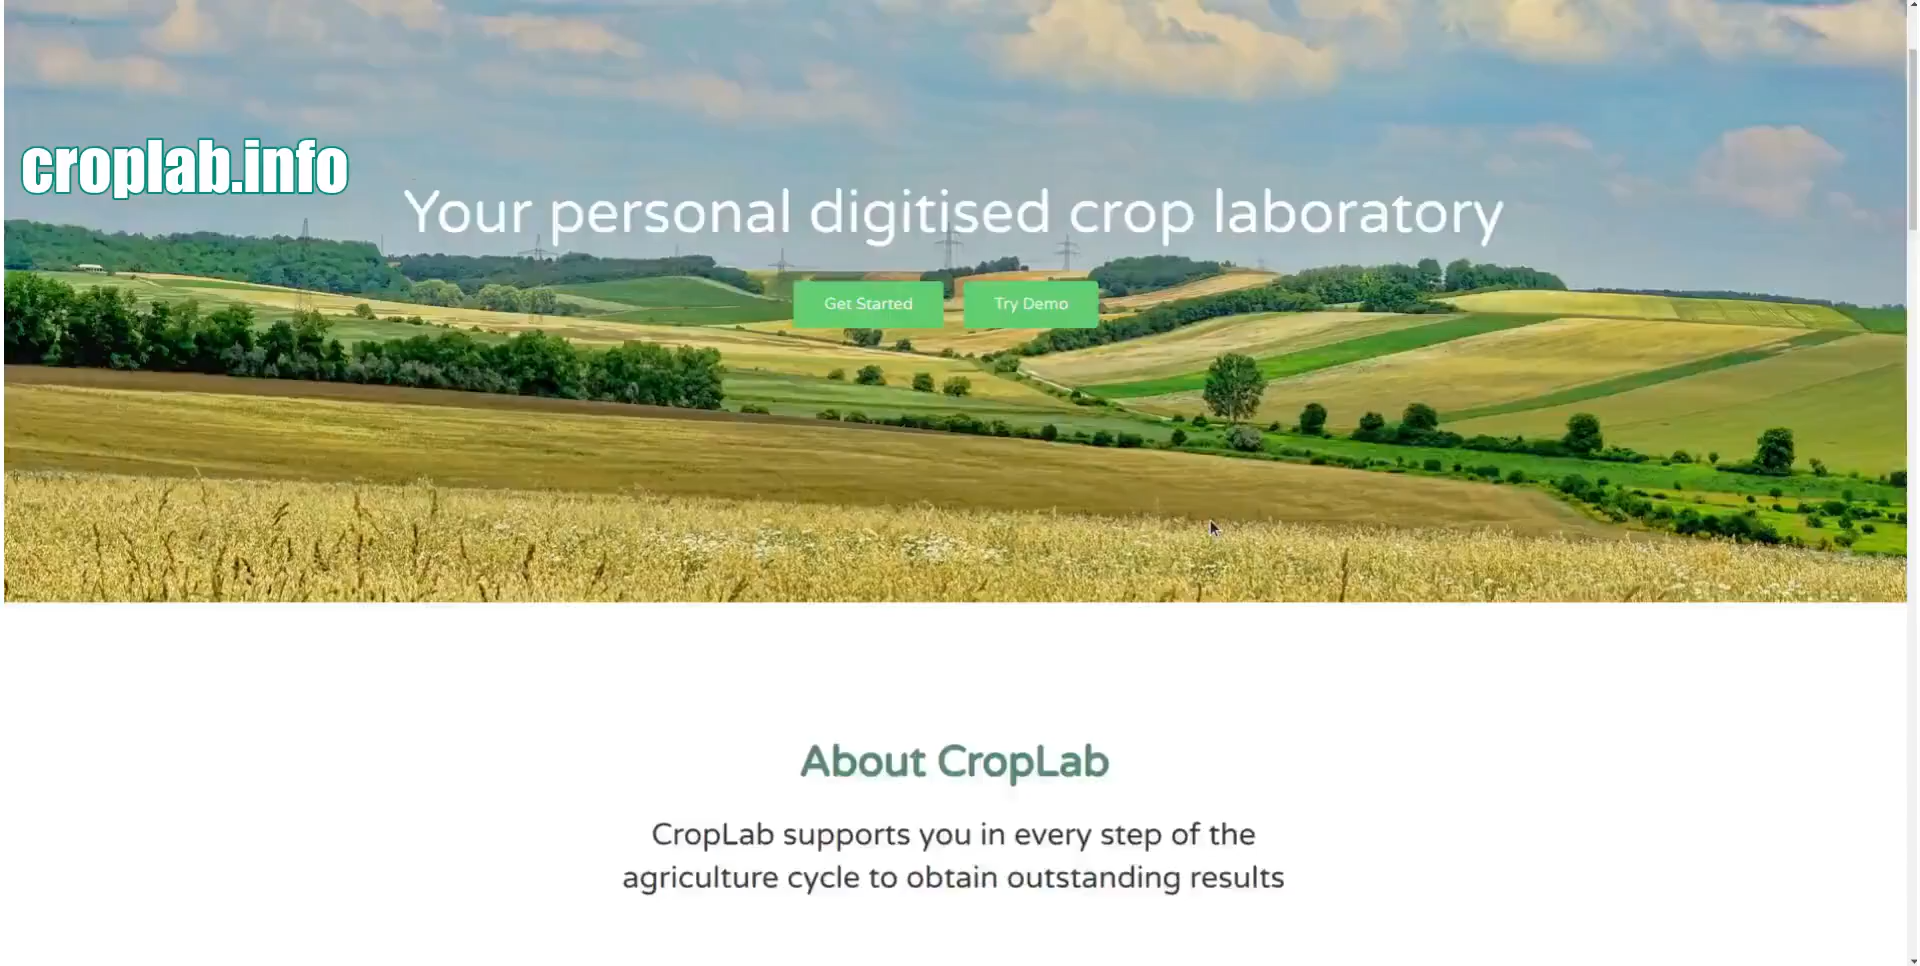 croplab.info
Your personal digitised crop laboratory
Get Started
Try Demo
About CropLab
CropLab supports you in every step of the
agriculture cycle to obtain outstanding results